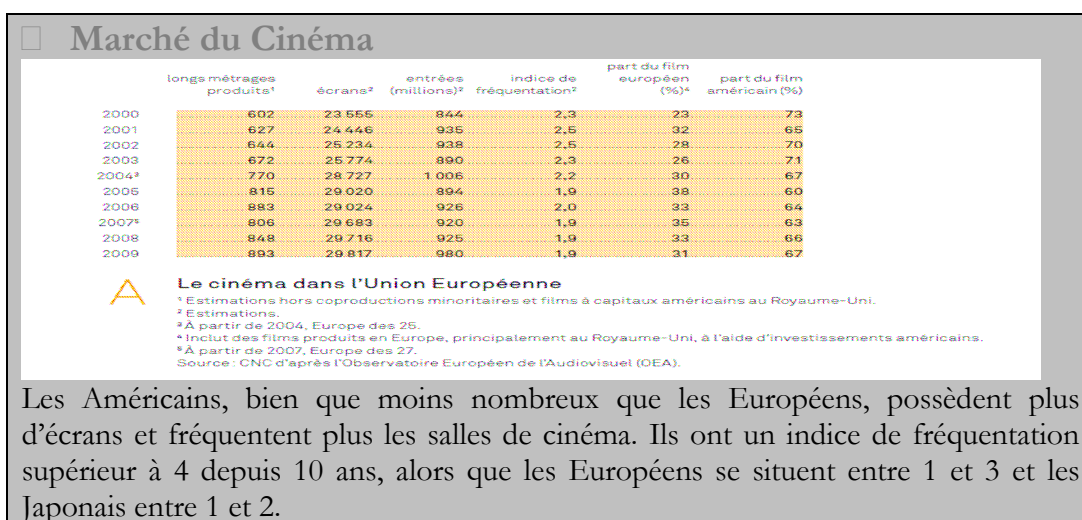 Marché du Cinéma
longs métrages produits¹ écrans² entrées (millions)² indice de fréquentation² part du film européen (%)⁴ part du film américain (%)
2000 602 23 555 844 2,3 23 73
2001 627 24 446 935 2,5 32 65
2002 644 25 234 938 2,5 28 70
2003 672 25 774 890 2,3 26 71
2004³ 770 28 727 1 006 2,2 30 67
2005 815 29 020 894 1,9 38 60
2006 883 29 024 926 2,0 33 64
2007⁵ 806 29 683 920 1,9 35 63
2008 848 29 716 925 1,9 33 66
2009 893 29 817 980 1,9 31 67
A Le cinéma dans l'Union Européenne
¹ Estimations hors coproductions minoritaires et films à capitaux américains au Royaume-Uni.
² Estimations.
³ À partir de 2004, Europe des 25.
⁴ Inclut des films produits en Europe, principalement au Royaume-Uni, à l'aide d'investissements américains.
⁵ À partir de 2007, Europe des 27.
Source : CNC d'après l'Observatoire Européen de l'Audiovisuel (OEA).
Les Américains, bien que moins nombreux que les Européens, possèdent plus
d'écrans et fréquentent plus les salles de cinéma. Ils ont un indice de fréquentation
supérieur à 4 depuis 10 ans, alors que les Européens se situent entre 1 et 3 et les
Japonais entre 1 et 2.